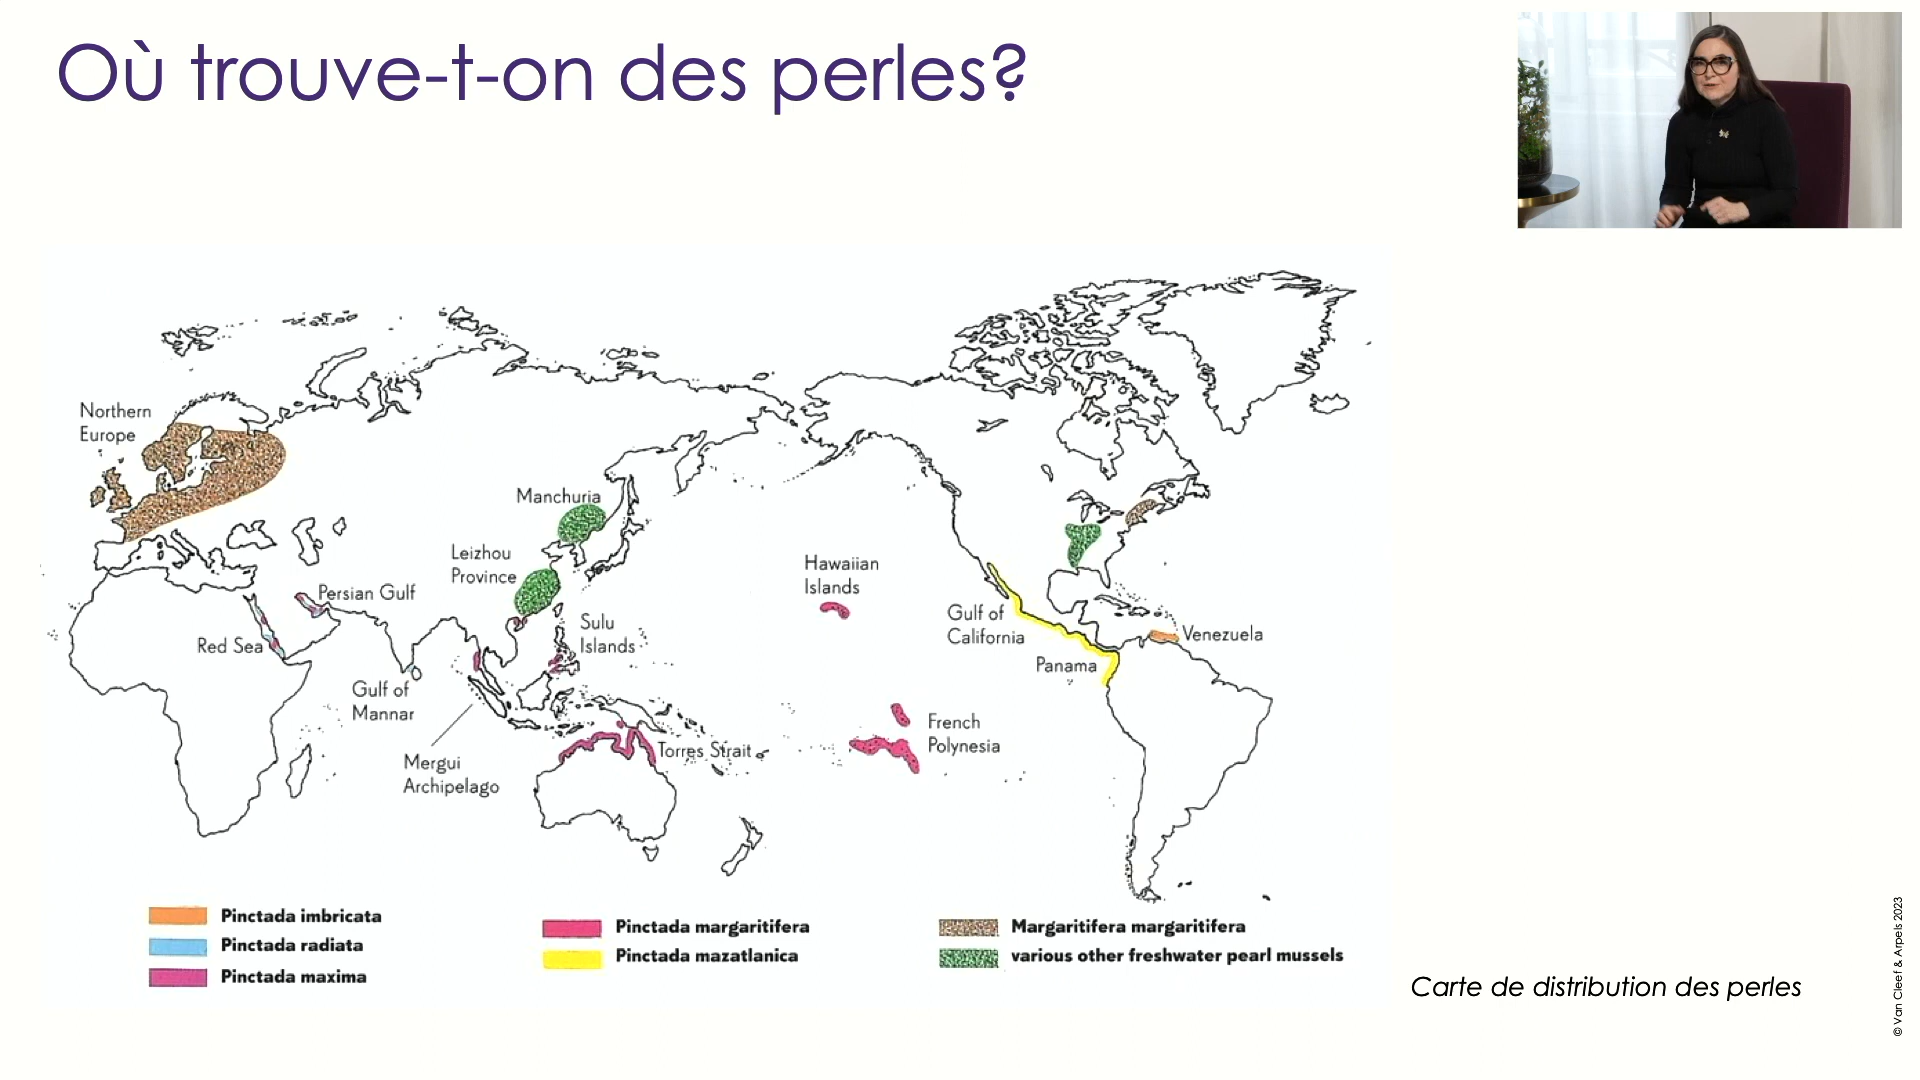 Où trouve-t-on des perles?
Northern
Europe
Manchuria
Leizhou
Province
Hawaiian
Islands
Persian Gulf
Gulf of
California
Sulu
Islands
Red Sea
Venezuela
Panama
Gulf of
Mannar
French
Polynesia
Torres Strait
Mergui
Archipelago
Pinctada imbricata
Pinctada radiata
Pinctada maxima
Pinctada margaritifera
Pinctada mazatlanica
Margaritifera margaritifera
various other freshwater pearl mussels
Carte de distribution des perles
© Van Cleef & Arpels 2023